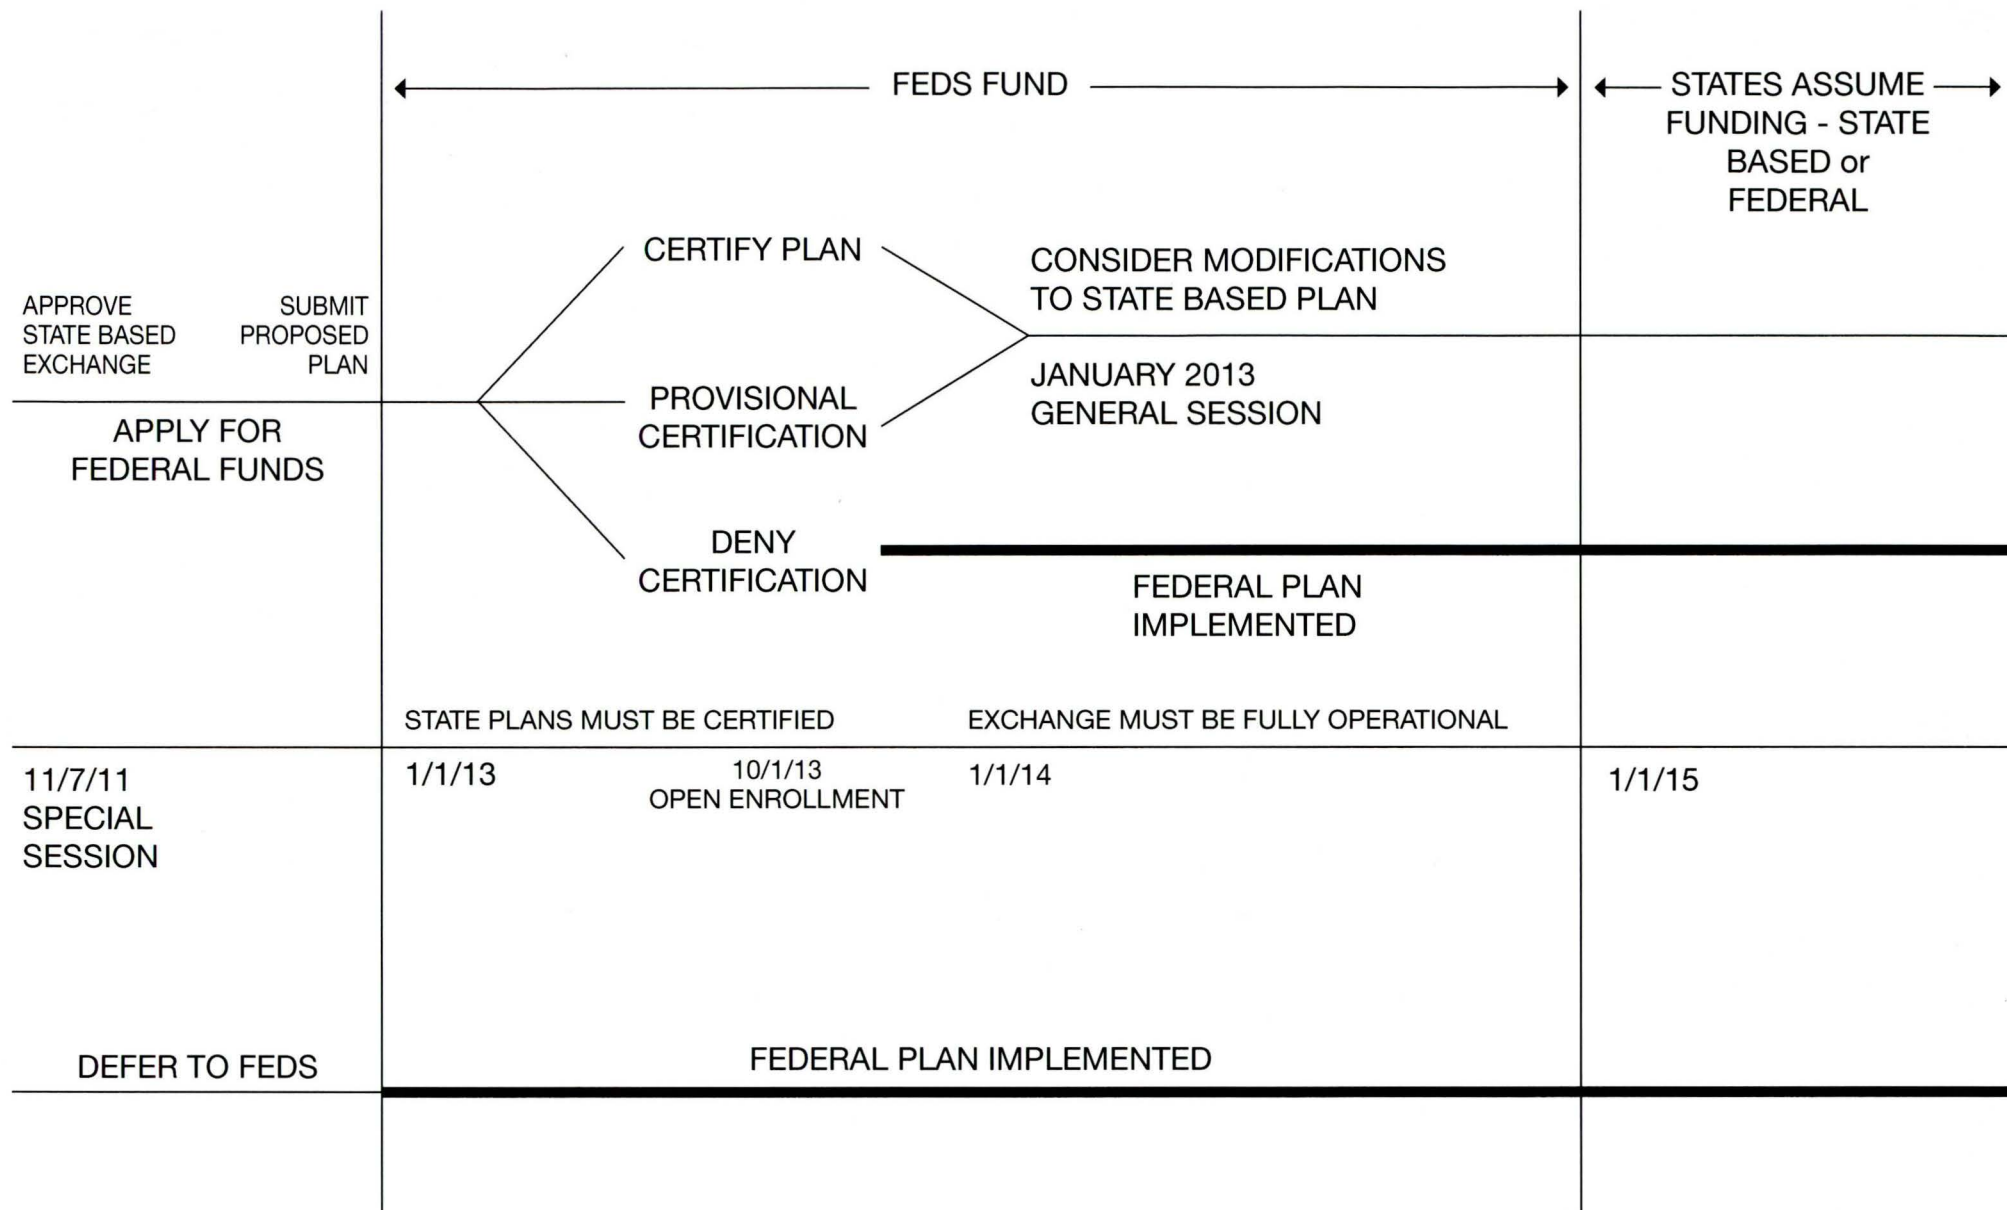 FEDS FUND
STATES ASSUME
FUNDING - STATE
BASED or
FEDERAL
APPROVE
STATE BASED
EXCHANGE
SUBMIT
PROPOSED
PLAN
APPLY FOR
FEDERAL FUNDS
CERTIFY PLAN
PROVISIONAL
CERTIFICATION
DENY
CERTIFICATION
CONSIDER MODIFICATIONS
TO STATE BASED PLAN
JANUARY 2013
GENERAL SESSION
FEDERAL PLAN
IMPLEMENTED
STATE PLANS MUST BE CERTIFIED
EXCHANGE MUST BE FULLY OPERATIONAL
11/7/11
SPECIAL
SESSION
1/1/13
10/1/13
OPEN ENROLLMENT
1/1/14
1/1/15
DEFER TO FEDS
FEDERAL PLAN IMPLEMENTED